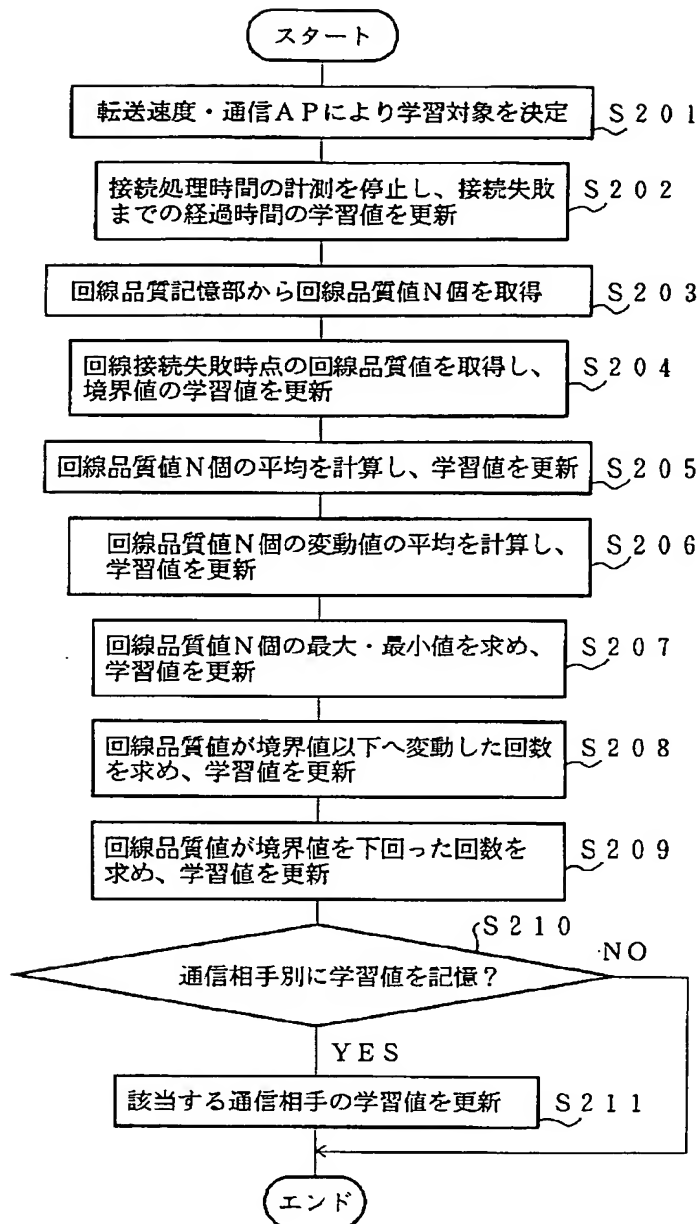 スタート
転送速度・通信APにより学習対象を決定
S201
接続処理時間の計測を停止し、接続失敗
までの経過時間の学習値を更新
S202
回線品質記憶部から回線品質値N個を取得
S203
回線接続失敗時点の回線品質値を取得し、
境界値の学習値を更新
S204
回線品質値N個の平均を計算し、学習値を更新
S205
回線品質値N個の変動値の平均を計算し、
学習値を更新
S206
回線品質値N個の最大・最小値を求め、
学習値を更新
S207
回線品質値が境界値以下へ変動した回数
を求め、学習値を更新
S208
回線品質値が境界値を下回った回数を
求め、学習値を更新
S209
S210
通信相手別に学習値を記憶？
NO
YES
該当する通信相手の学習値を更新
S211
エンド